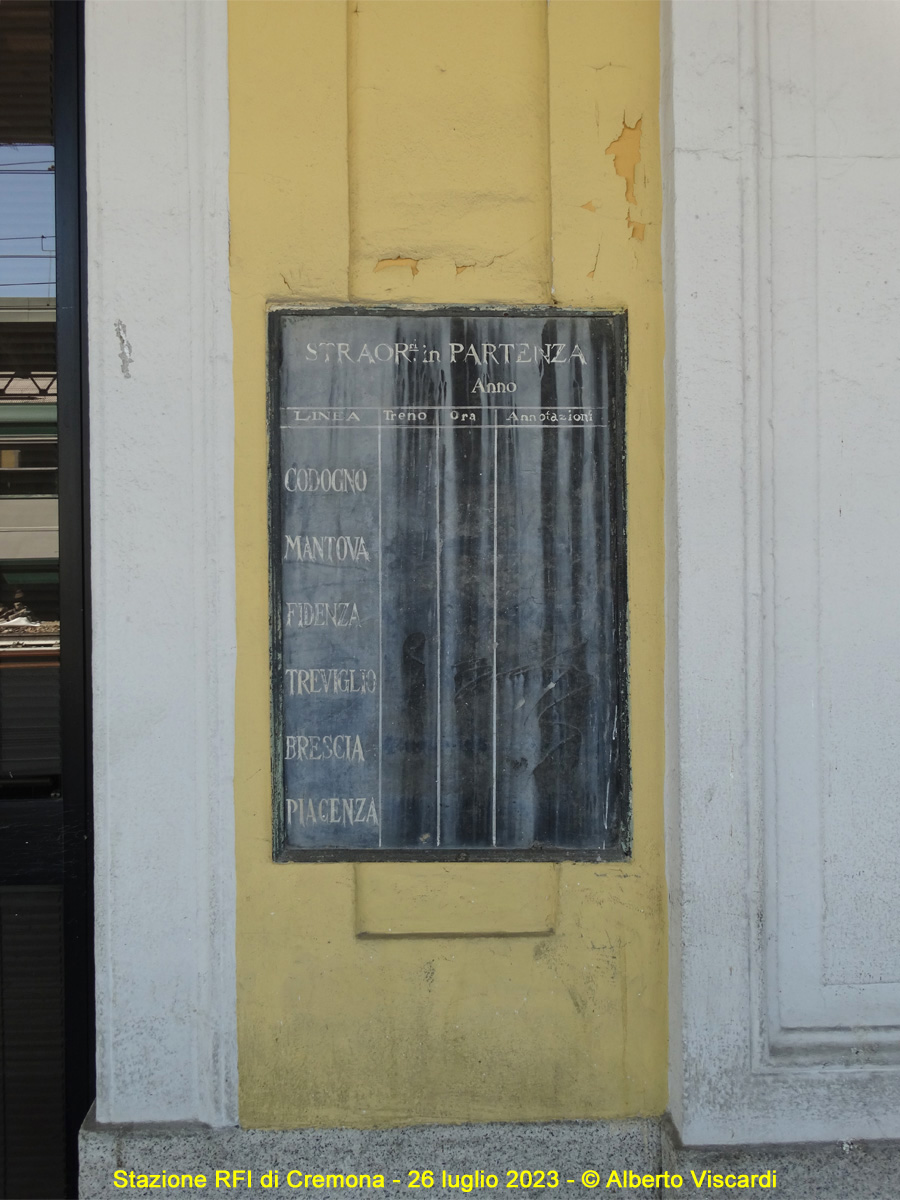 STRAORⁿⁱ in PARTENZA
Anno
LINEA Treno Ora Annotazioni
CODOGNO
MANTOVA
FIDENZA
TREVIGLIO
BRESCIA
PIACENZA
Stazione RFI di Cremona - 26 luglio 2023 - © Alberto Viscardi